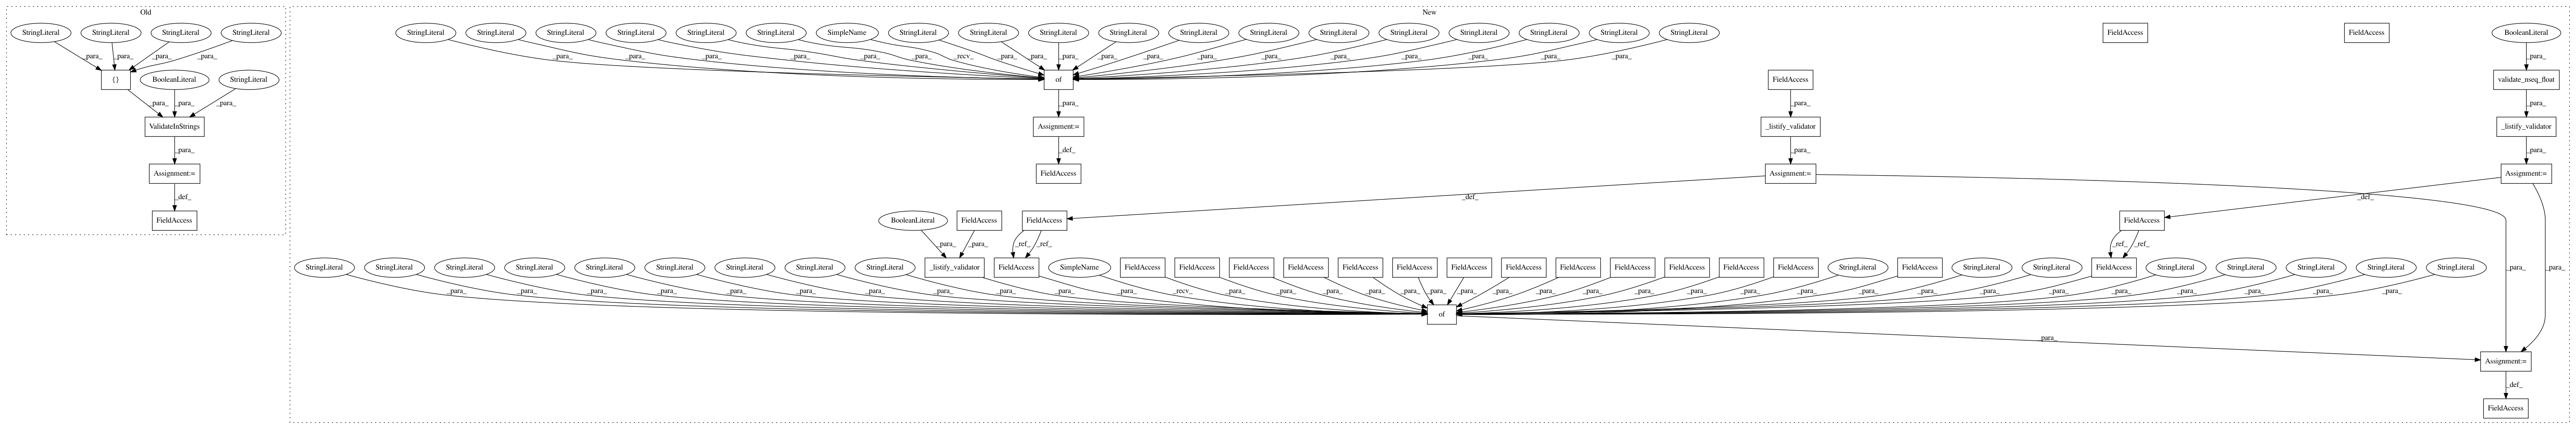 Old
New
StringLiteral StringLiteral StringLiteral StringLiteral
StringLiteral StringLiteral StringLiteral StringLiteral StringLiteral StringLiteral SimpleName StringLiteral StringLiteral StringLiteral StringLiteral StringLiteral StringLiteral StringLiteral StringLiteral StringLiteral StringLiteral StringLiteral StringLiteral FieldAccess FieldAccess BooleanLiteral
_para_ _para_ _para_ _para_
_para_ _para_ _para_ _para_ _para_ _para_ _recv_ _para_ _para_ _para_ _para_ _para_ _para_ _para_ _para_ _para_ _para_ _para_ _para_ _para_
{} BooleanLiteral StringLiteral
of FieldAccess validate_nseq_float
_para_ _para_ _para_
_para_ _para_ _para_
ValidateInStrings
Assignment:= _listify_validator _listify_validator
_para_
_def_ _para_ _para_
Assignment:=
FieldAccess Assignment:= Assignment:=
_def_
_def_ _def_
FieldAccess
BooleanLiteral FieldAccess FieldAccess FieldAccess
_para_ _para_ _ref_ _ref_ _ref_ _ref_
StringLiteral StringLiteral StringLiteral StringLiteral StringLiteral StringLiteral StringLiteral StringLiteral StringLiteral _listify_validator FieldAccess SimpleName FieldAccess FieldAccess FieldAccess FieldAccess FieldAccess FieldAccess FieldAccess FieldAccess FieldAccess FieldAccess FieldAccess FieldAccess FieldAccess StringLiteral FieldAccess StringLiteral StringLiteral FieldAccess StringLiteral StringLiteral StringLiteral StringLiteral StringLiteral
_para_ _para_
_para_ _para_ _para_ _para_ _para_ _para_ _para_ _para_ _para_ _para_ _para_ _recv_ _para_ _para_ _para_ _para_ _para_ _para_ _para_ _para_ _para_ _para_ _para_ _para_ _para_ _para_ _para_ _para_ _para_ _para_ _para_ _para_ _para_ _para_ _para_
of
_para_
Assignment:=
_def_
FieldAccess